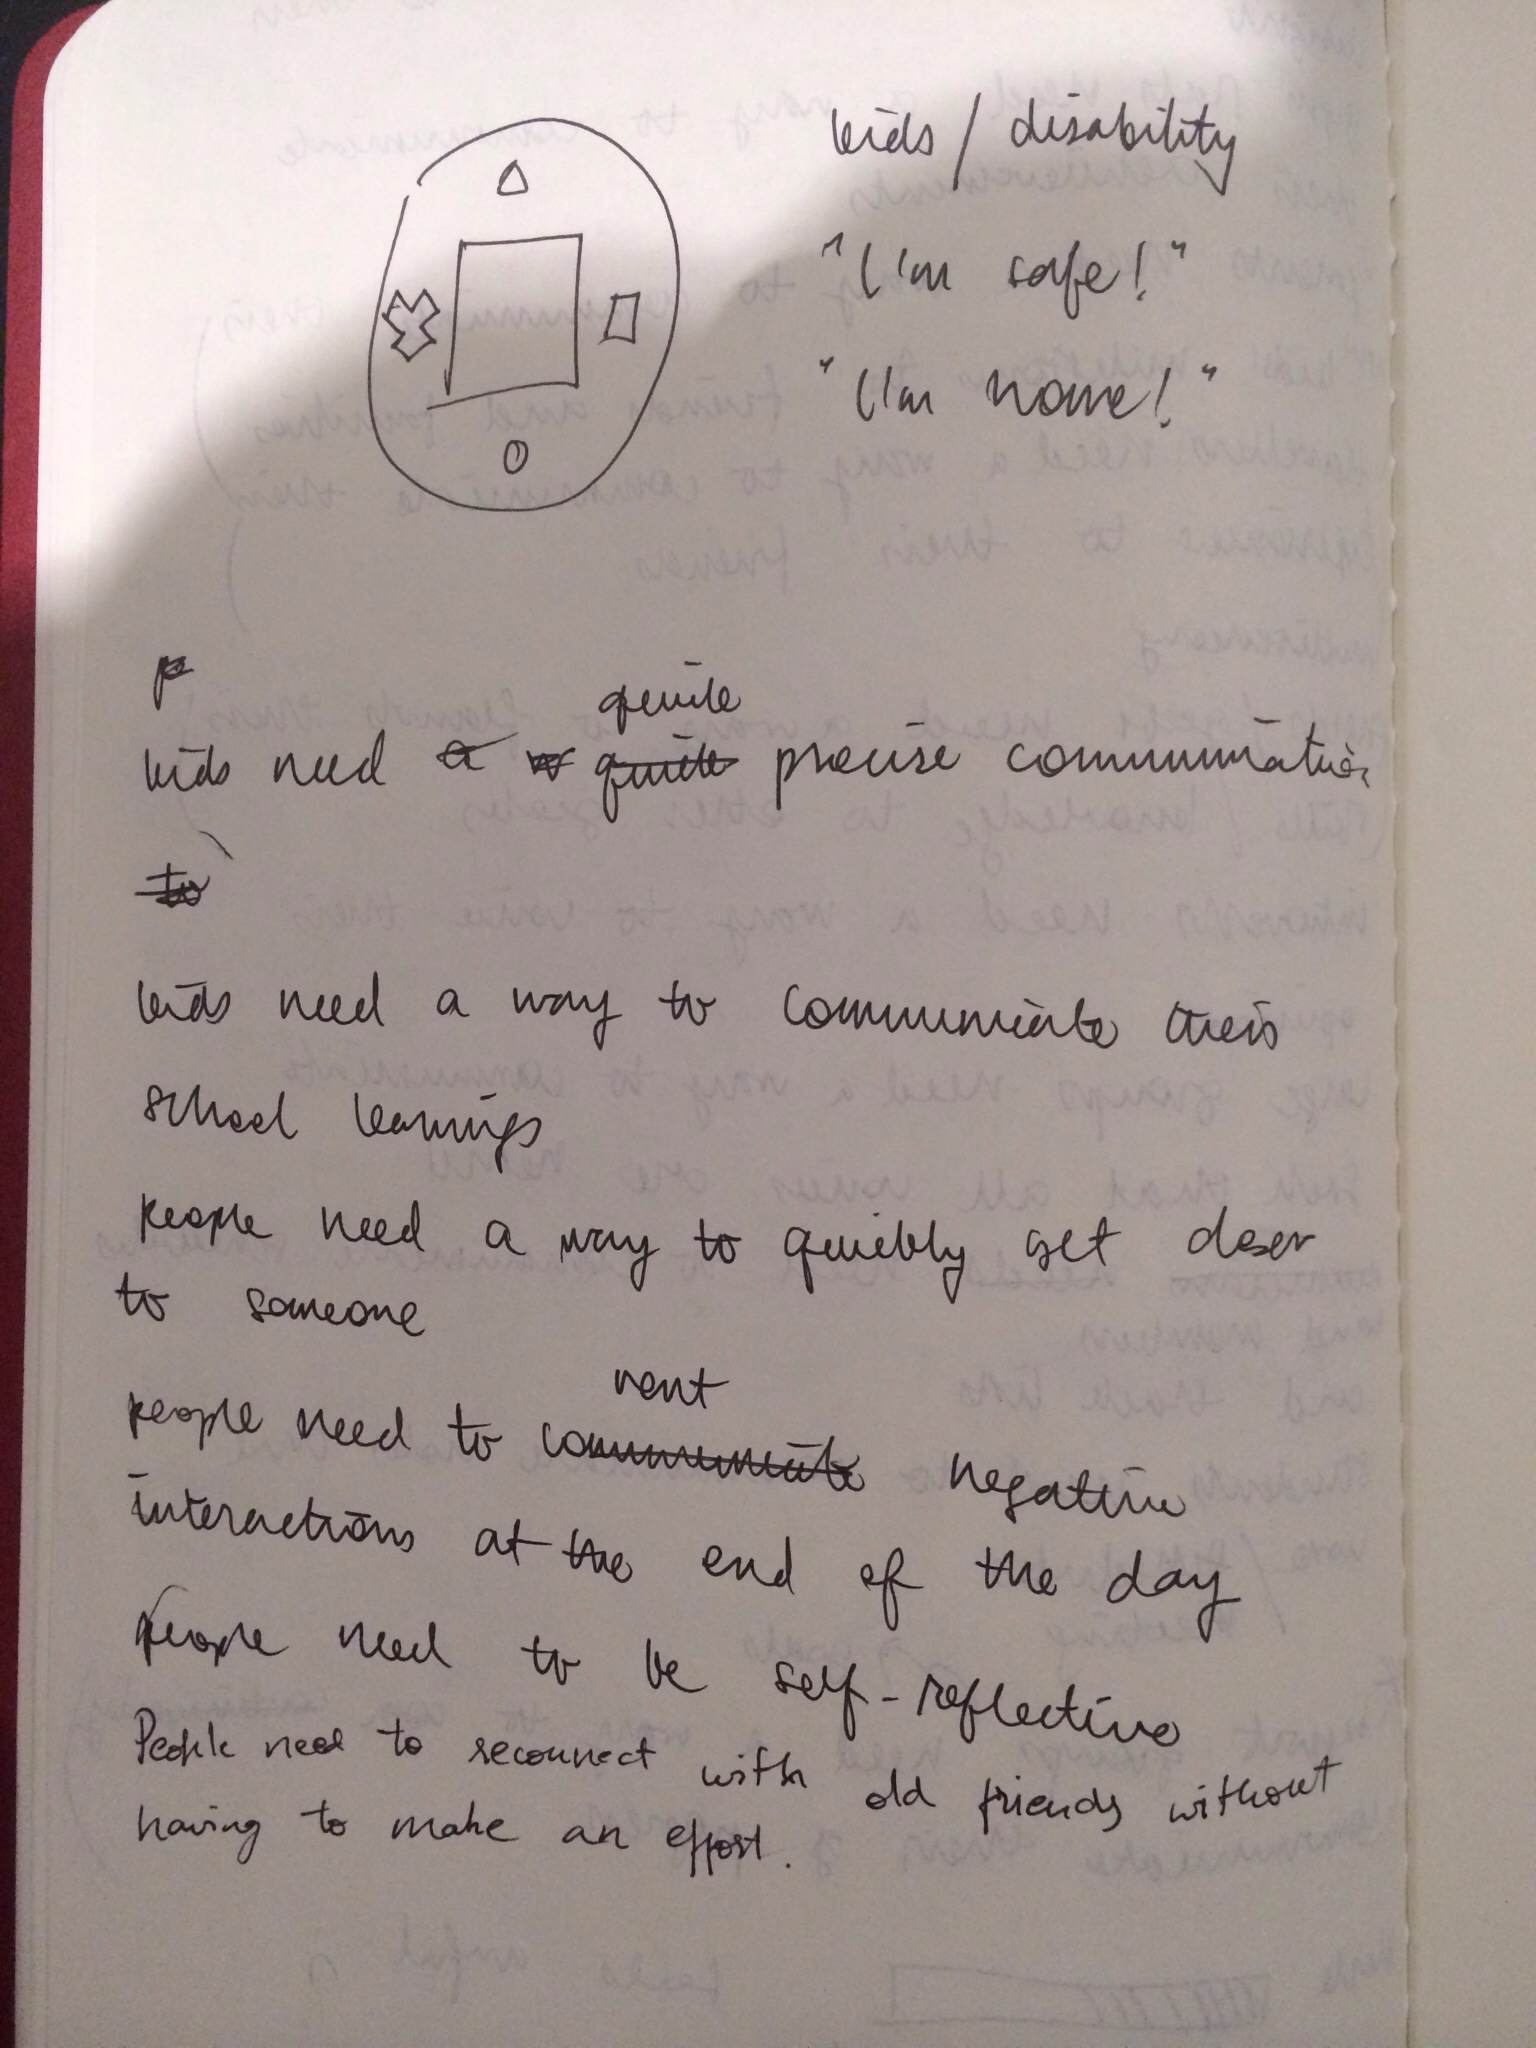 kids / disability
"I'm safe!"
"I'm home!"
quite
kids need a quite precise communication
to
kids need a way to communicate their
school learnings
people need a way to quickly get closer
to someone
vent
people need to communicate negative
interactions at the end of the day
people need to be self-reflective
People need to reconnect with old friends without
having to make an effort.